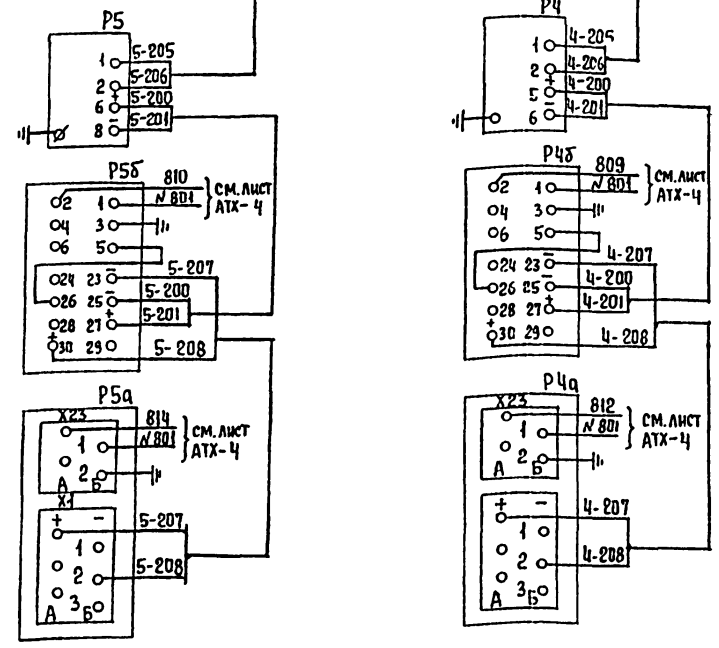 P5
1 5-205
2 5-206
+
6 5-200
−
8 5-201
P5б
2 1 810
N 801
СМ. ЛИСТ
АТХ-4
4 3
6 5
24 23 − 5-207
26 25 − 5-200
28 27 + 5-201
+
30 29 5-208
P5а
X23
814
1 N 801
СМ. ЛИСТ
АТХ-4
2
А Б
X1
+ − 5-207
1
2 5-208
3
А Б
P4
1 4-205
2 4-206
+
5 4-200
−
6 4-201
P4б
2 1 809
N 801
СМ. ЛИСТ
АТХ-4
4 3
6 5
24 23 − 4-207
26 25 − 4-200
28 27 + 4-201
+
30 29 4-208
P4а
X23
812
1 N 801
СМ. ЛИСТ
АТХ-4
2
А Б
+ − 4-207
1
2 4-208
3
А Б